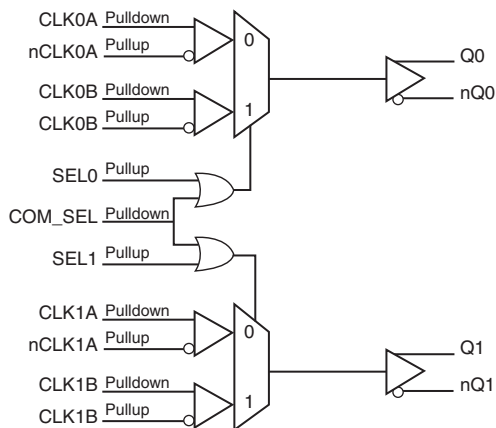 CLK0A Pulldown
nCLK0A Pullup
0
CLK0B Pulldown
CLK0B Pullup
1
Q0
nQ0
SEL0 Pullup
COM_SEL Pulldown
SEL1 Pullup
CLK1A Pulldown
nCLK1A Pullup
0
CLK1B Pulldown
CLK1B Pullup
1
Q1
nQ1